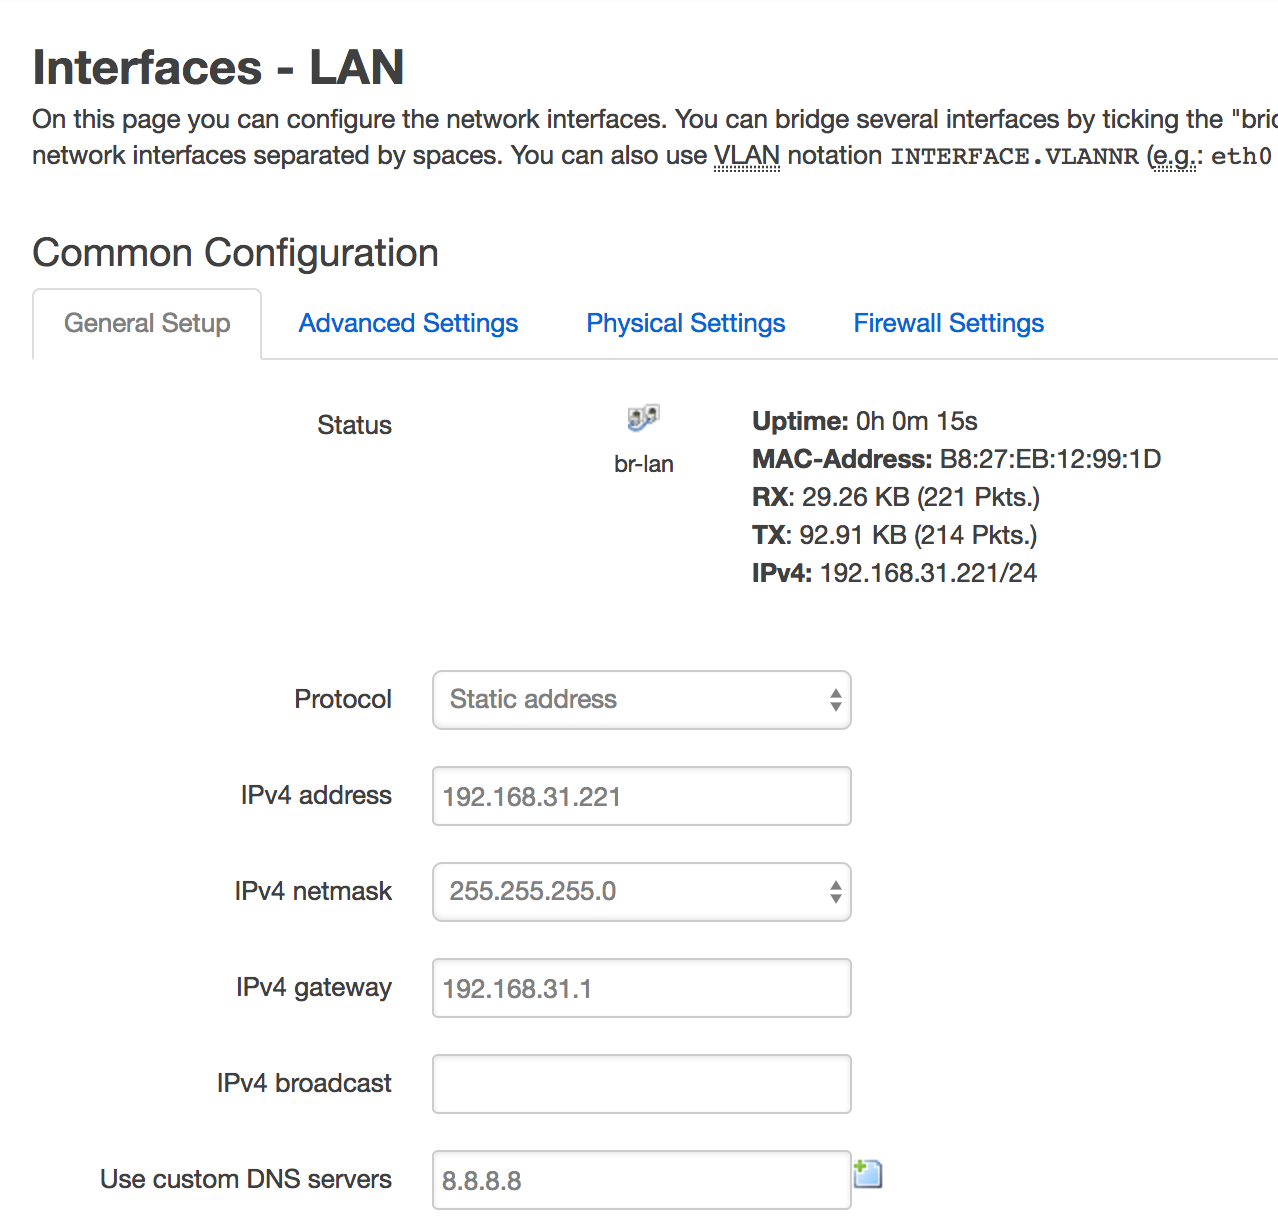 Interfaces - LAN
On this page you can configure the network interfaces. You can bridge several interfaces by ticking the "bric
network interfaces separated by spaces. You can also use VLAN notation INTERFACE.VLANNR (e.g.: eth0
Common Configuration
General Setup Advanced Settings Physical Settings Firewall Settings
Status
br-lan
Uptime: 0h 0m 15s
MAC-Address: B8:27:EB:12:99:1D
RX: 29.26 KB (221 Pkts.)
TX: 92.91 KB (214 Pkts.)
IPv4: 192.168.31.221/24
Protocol Static address
IPv4 address 192.168.31.221
IPv4 netmask 255.255.255.0
IPv4 gateway 192.168.31.1
IPv4 broadcast
Use custom DNS servers 8.8.8.8